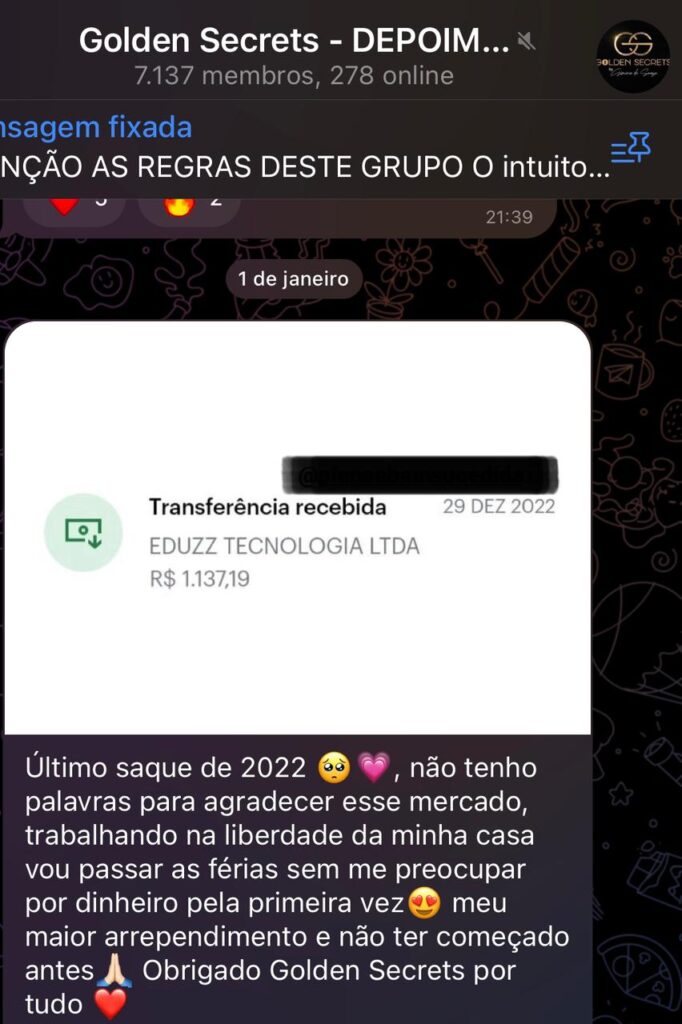 Golden Secrets - DEPOIM...
7.137 membros, 278 online
GS
GOLDEN SECRETS
nsagem fixada
NÇÃO AS REGRAS DESTE GRUPO O intuito...
5 2
21:39
1 de janeiro
Transferência recebida
29 DEZ 2022
EDUZZ TECNOLOGIA LTDA
R$ 1.137,19
Último saque de 2022 🥺💗, não tenho
palavras para agradecer esse mercado,
trabalhando na liberdade da minha casa
vou passar as férias sem me preocupar
por dinheiro pela primeira vez😍 meu
maior arrependimento e não ter começado
antes🙏🏻 Obrigado Golden Secrets por
tudo ❤️